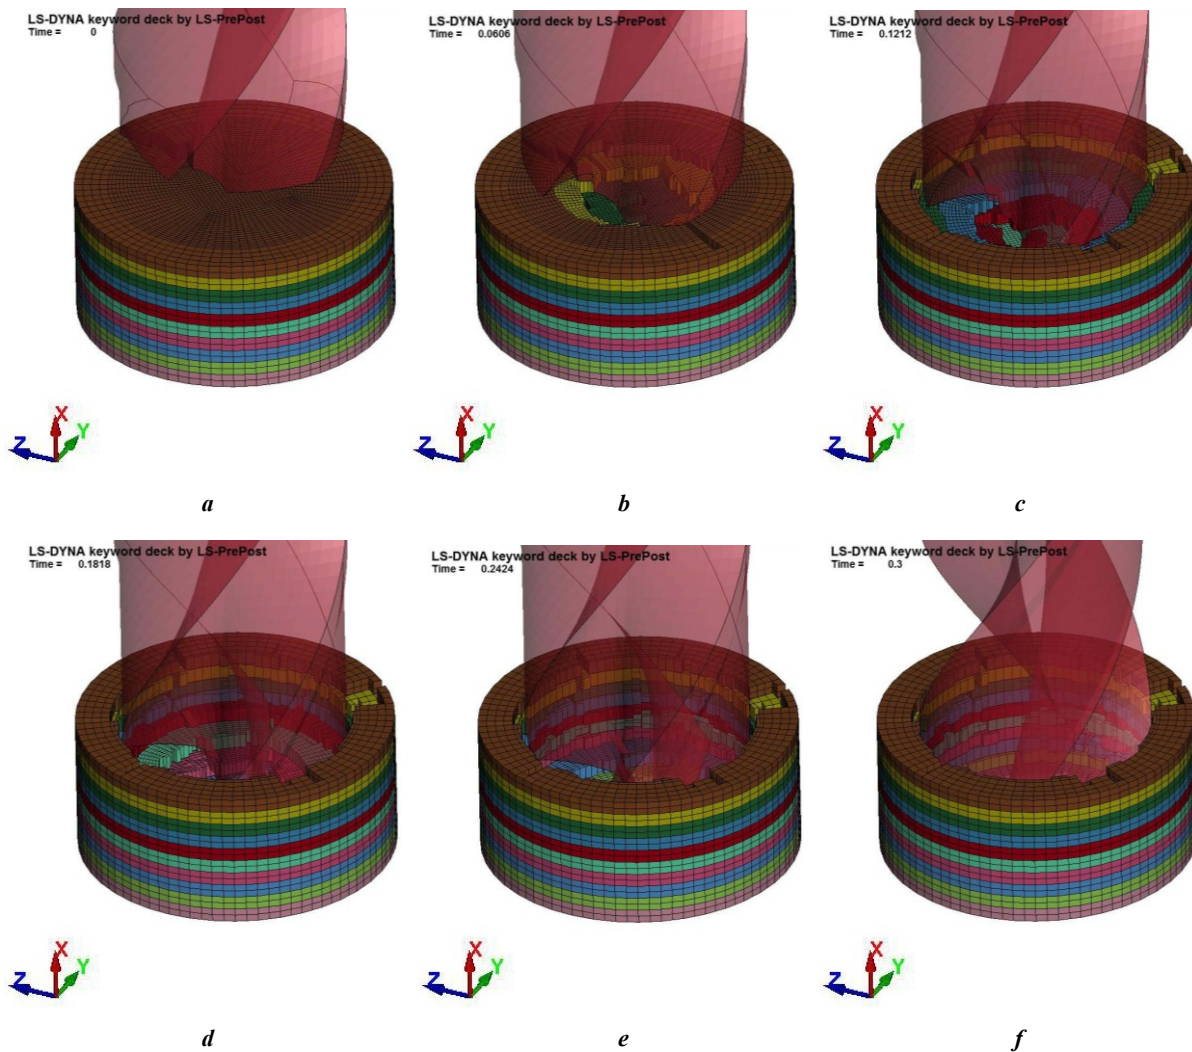 LS-DYNA keyword deck by LS-PrePost
Time = 0
X
Y
Z
a
LS-DYNA keyword deck by LS-PrePost
Time = 0.0606
X
Y
Z
b
LS-DYNA keyword deck by LS-PrePost
Time = 0.1212
X
Y
Z
c
LS-DYNA keyword deck by LS-PrePost
Time = 0.1818
X
Y
Z
d
LS-DYNA keyword deck by LS-PrePost
Time = 0.2424
X
Y
Z
e
LS-DYNA keyword deck by LS-PrePost
Time = 0.3
X
Y
Z
f